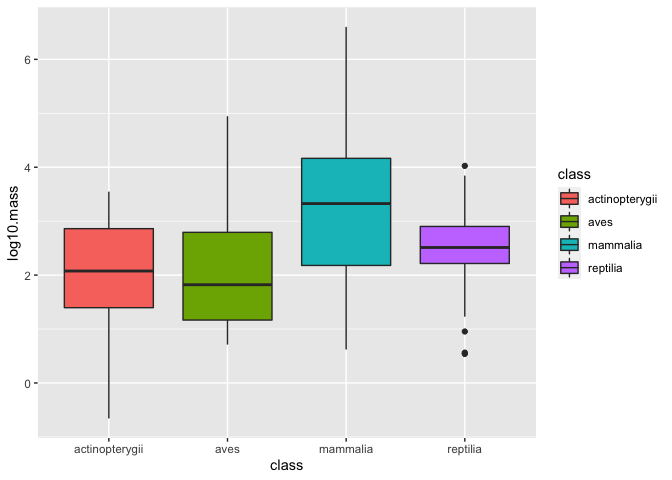 log10.mass
6
4
2
0
actinopterygii aves mammalia reptilia
class
class
actinopterygii
aves
mammalia
reptilia